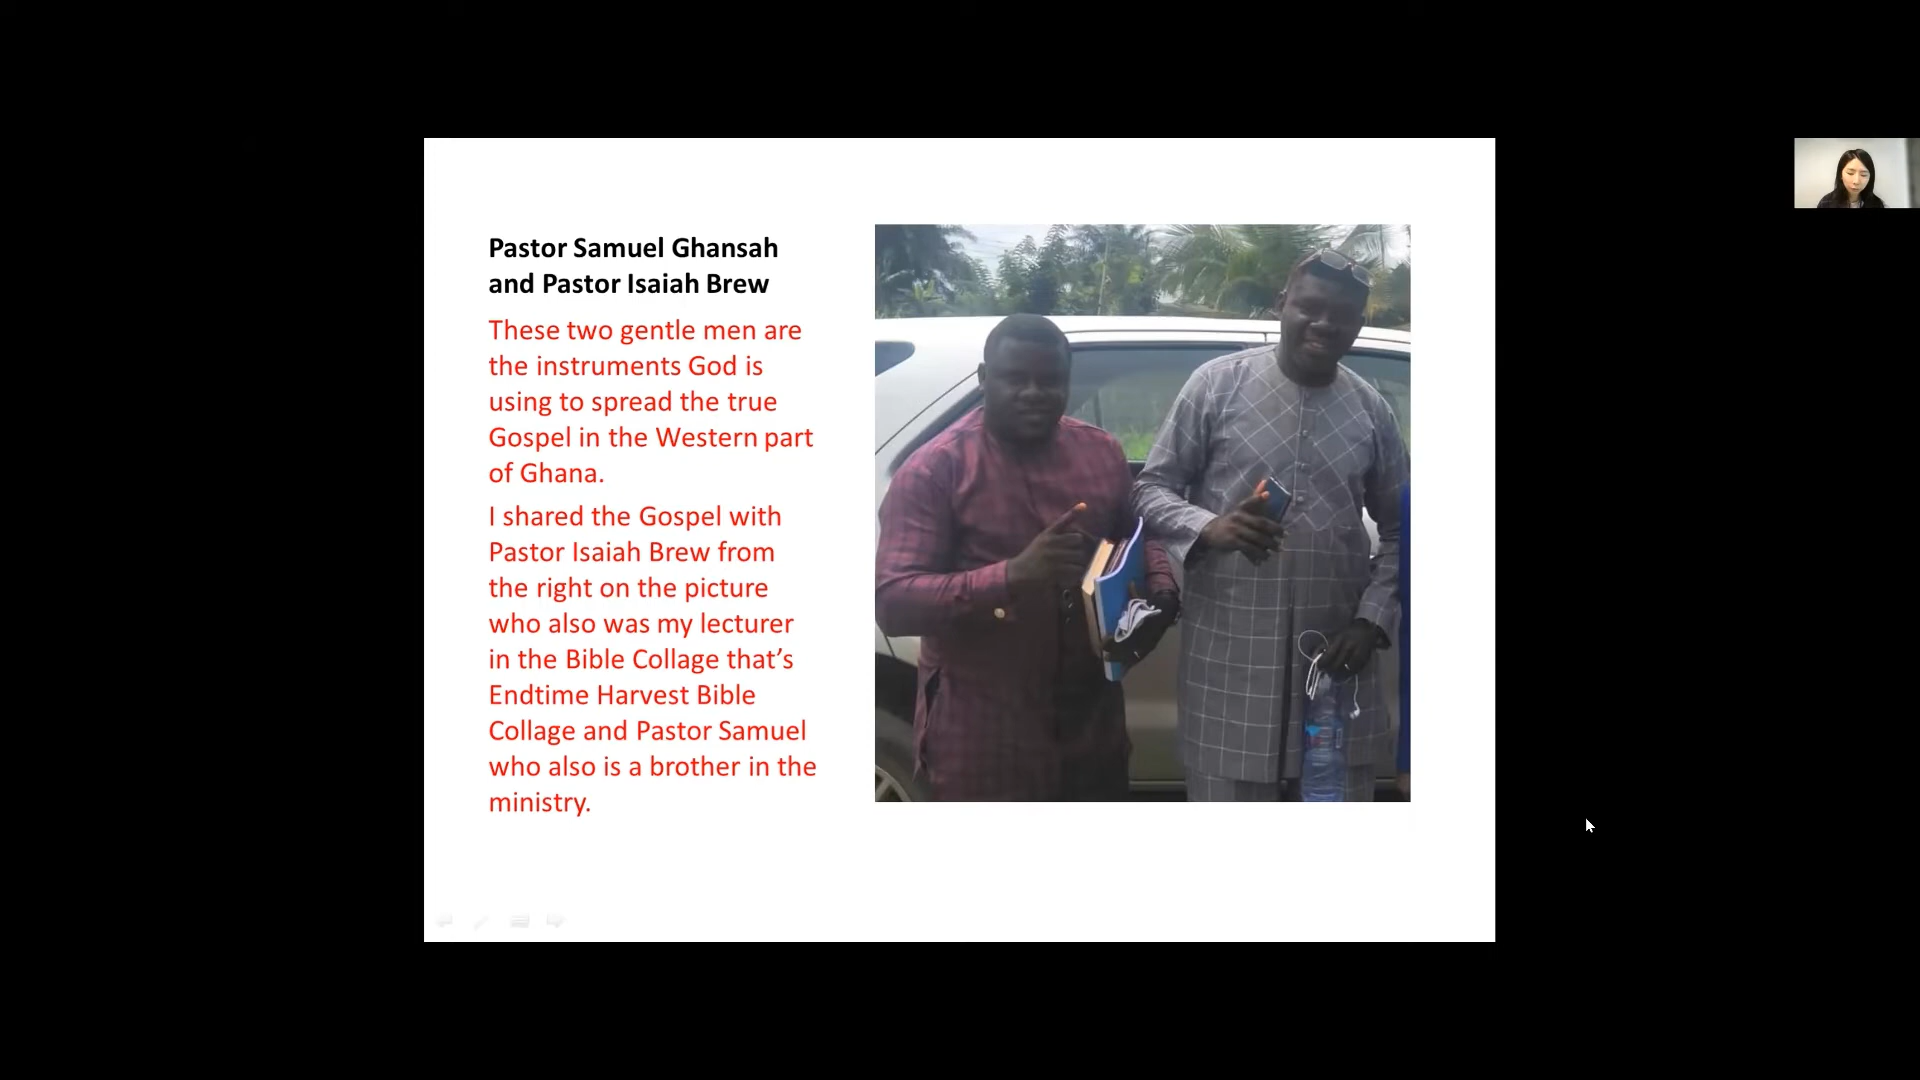 Pastor Samuel Ghansah
and Pastor Isaiah Brew
These two gentle men are
the instruments God is
using to spread the true
Gospel in the Western part
of Ghana.
I shared the Gospel with
Pastor Isaiah Brew from
the right on the picture
who also was my lecturer
in the Bible Collage that’s
Endtime Harvest Bible
Collage and Pastor Samuel
who also is a brother in the
ministry.